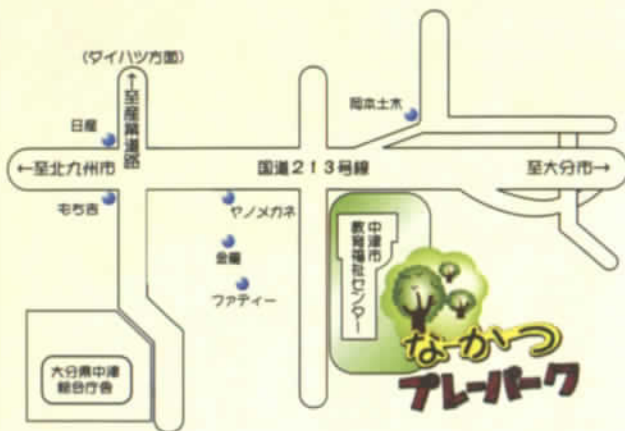 (ダイハツ方面)
←至産業道路
岡本土木
日産
←至北九州市
国道213号線
至大分市→
もち吉
ヤノメガネ
中津市
教育福祉センター
金龍
ファディー
なかつ
プレーパーク
大分県中津
総合庁舎